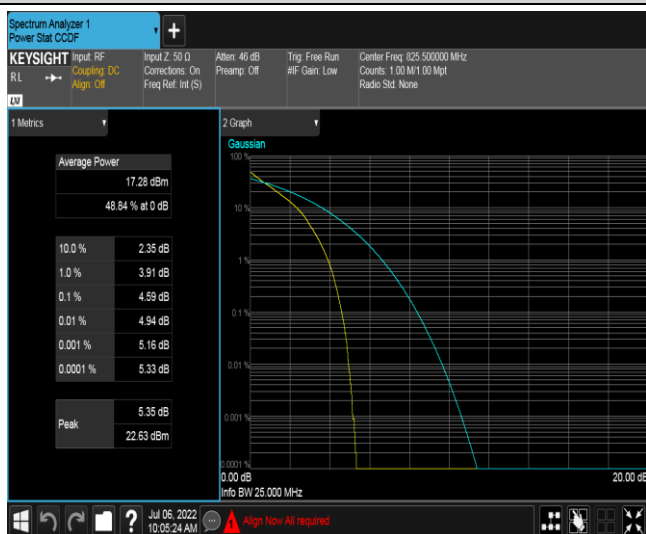 Spectrum Analyzer 1
Power Stat CCDF
+
KEYSIGHT
RL
LXI
Input: RF
Coupling: DC
Align: Off
Input Z: 50 Ω
Corrections: On
Freq Ref: Int (S)
Atten: 46 dB
Preamp: Off
Trig: Free Run
#IF Gain: Low
Center Freq: 825.500000 MHz
Counts: 1.00 M/1.00 Mpt
Radio Std: None
1 Metrics
Average Power
17.28 dBm
48.84 % at 0 dB
10.0 % 2.35 dB
1.0 % 3.91 dB
0.1 % 4.59 dB
0.01 % 4.94 dB
0.001 % 5.16 dB
0.0001 % 5.33 dB
Peak
5.35 dB
22.63 dBm
2 Graph
Gaussian
100 %
10 %
1 %
0.1 %
0.01 %
0.001 %
0.0001 %
0.00 dB
20.00 dB
Info BW 25.000 MHz
?
Jul 06, 2022
10:05:24 AM
Align Now All required